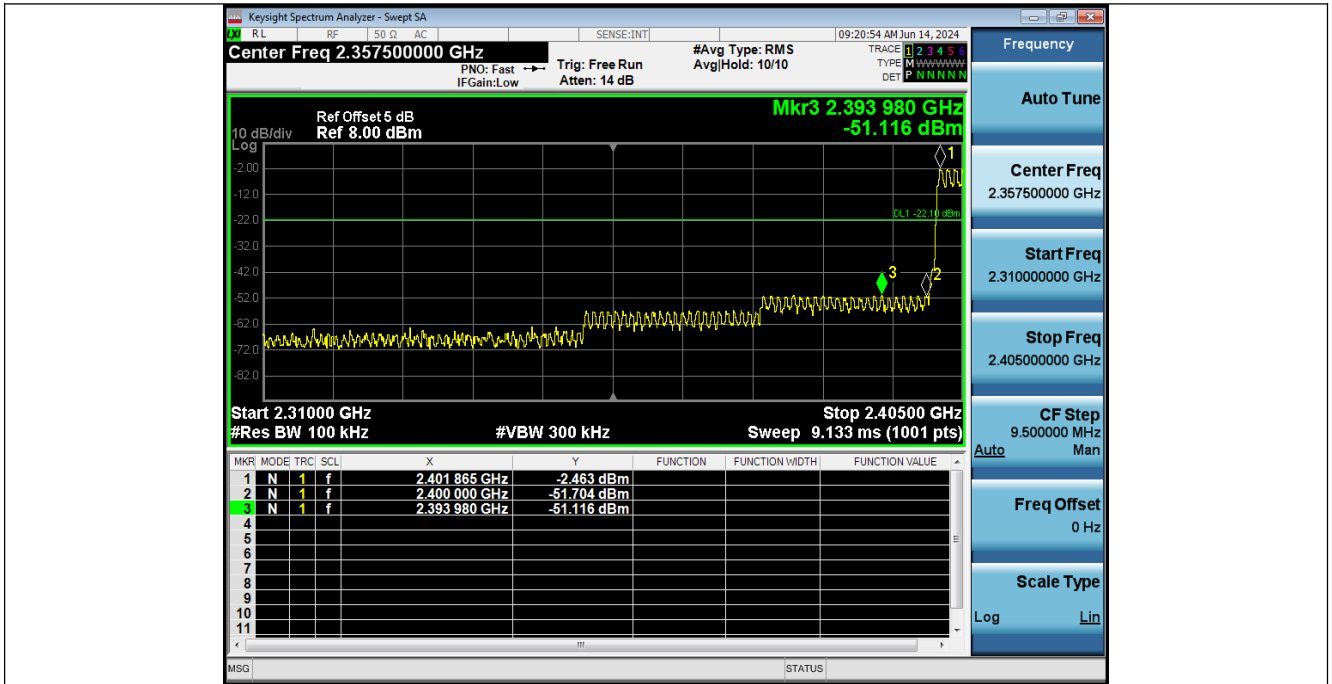 Keysight Spectrum Analyzer - Swept SA
LXI RL RF 50 Ω AC SENSE:INT 09:20:54 AM Jun 14, 2024
Center Freq 2.357500000 GHz
PNO: Fast
IFGain:Low
Trig: Free Run
Atten: 14 dB
#Avg Type: RMS
Avg|Hold: 10/10
TRACE 1 2 3 4 5 6
TYPE M WWWWW
DET P N N N N N
Ref Offset 5 dB
10 dB/div Ref 8.00 dBm
Log
Mkr3 2.393 980 GHz
-51.116 dBm
-2.00
-12.0
-22.0
-32.0
-42.0
-52.0
-62.0
-72.0
-82.0
1
DL1 -22.10 dBm
3
2
Start 2.31000 GHz Stop 2.40500 GHz
#Res BW 100 kHz #VBW 300 kHz Sweep 9.133 ms (1001 pts)
MKR MODE TRC SCL X Y FUNCTION FUNCTION WIDTH FUNCTION VALUE
1 N 1 f 2.401 865 GHz -2.463 dBm
2 N 1 f 2.400 000 GHz -51.704 dBm
3 N 1 f 2.393 980 GHz -51.116 dBm
4
5
6
7
8
9
10
11
MSG STATUS
Frequency
Auto Tune
Center Freq
2.357500000 GHz
Start Freq
2.310000000 GHz
Stop Freq
2.405000000 GHz
CF Step
9.500000 MHz
Auto Man
Freq Offset
0 Hz
Scale Type
Log Lin